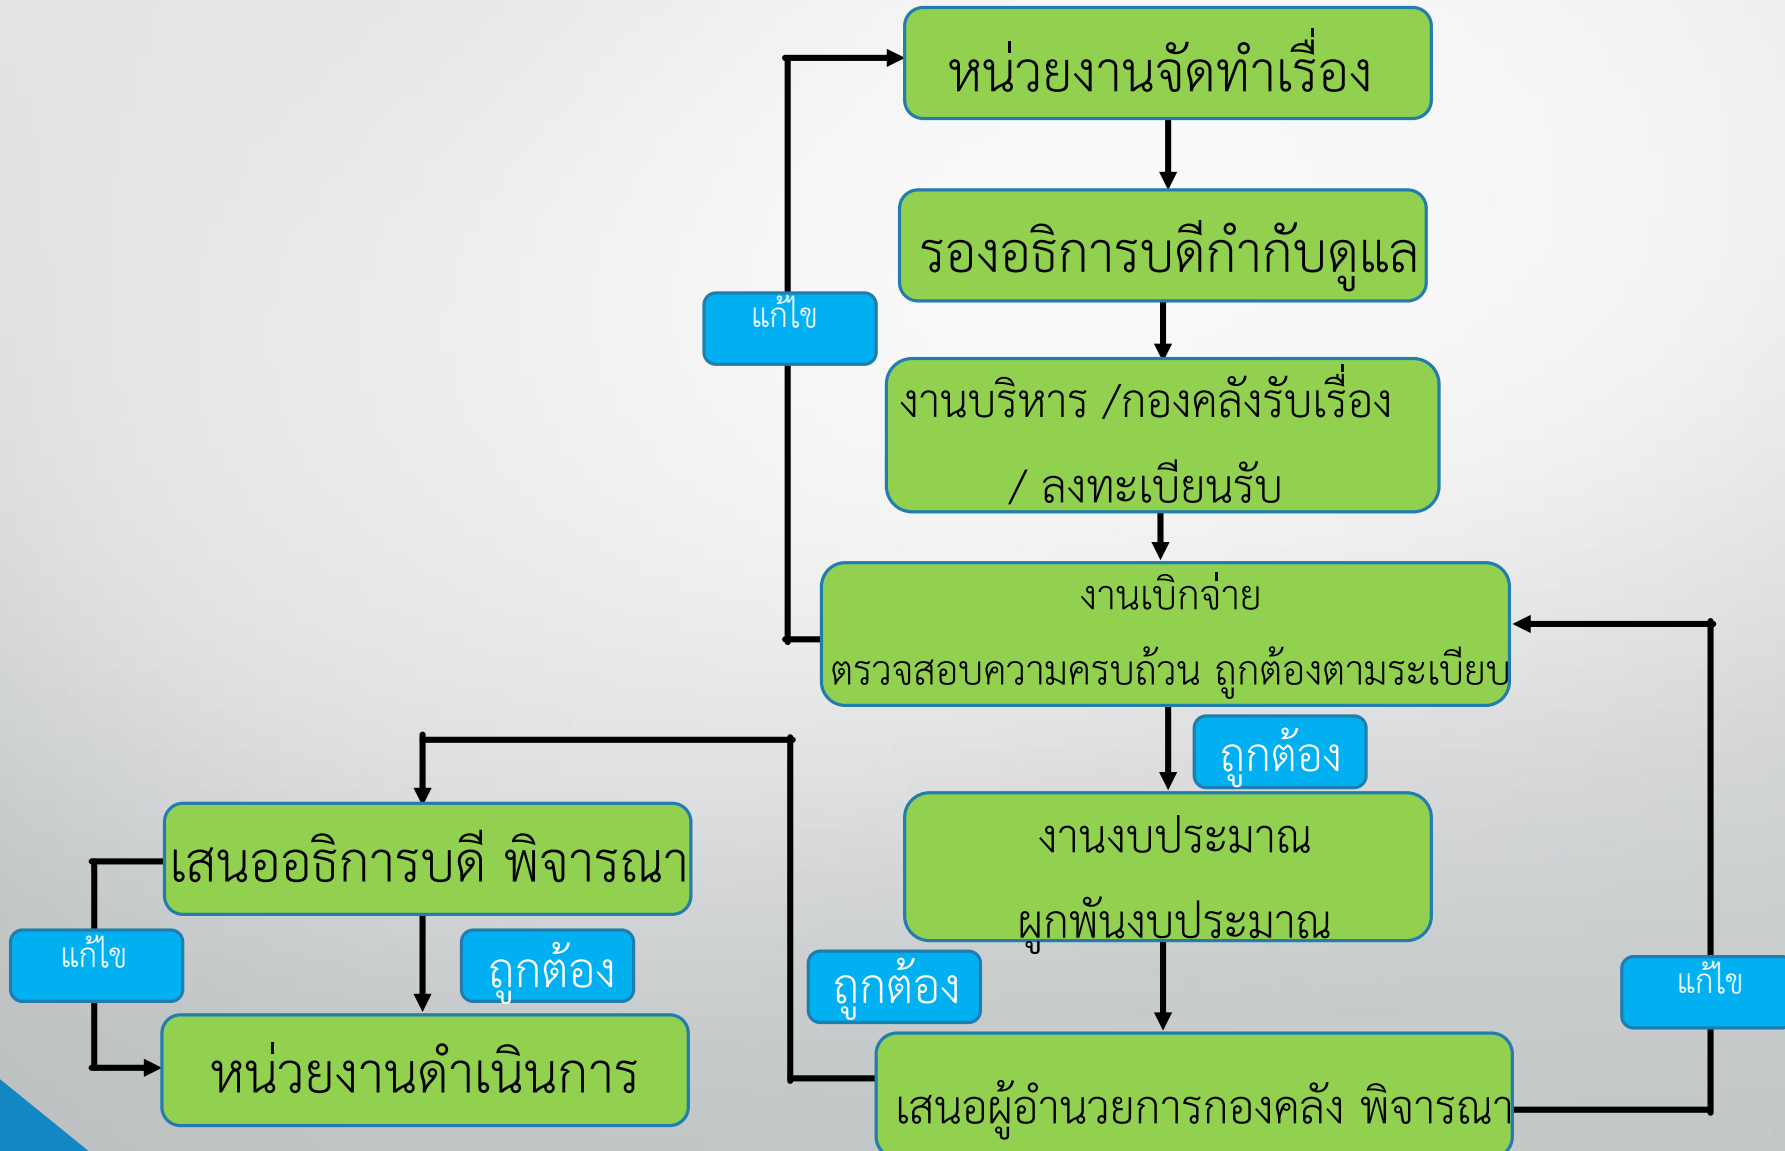 หน่วยงานจัดทำเรื่อง
รองอธิการบดีกำกับดูแล
แก้ไข
งานบริหาร /กองคลังรับเรื่อง
/ ลงทะเบียนรับ
งานเบิกจ่าย
ตรวจสอบความครบถ้วน ถูกต้องตามระเบียบ
ถูกต้อง
งานงบประมาณ
ผูกพันงบประมาณ
ถูกต้อง
แก้ไข
เสนอผู้อำนวยการกองคลัง พิจารณา
เสนออธิการบดี พิจารณา
แก้ไข
ถูกต้อง
หน่วยงานดำเนินการ